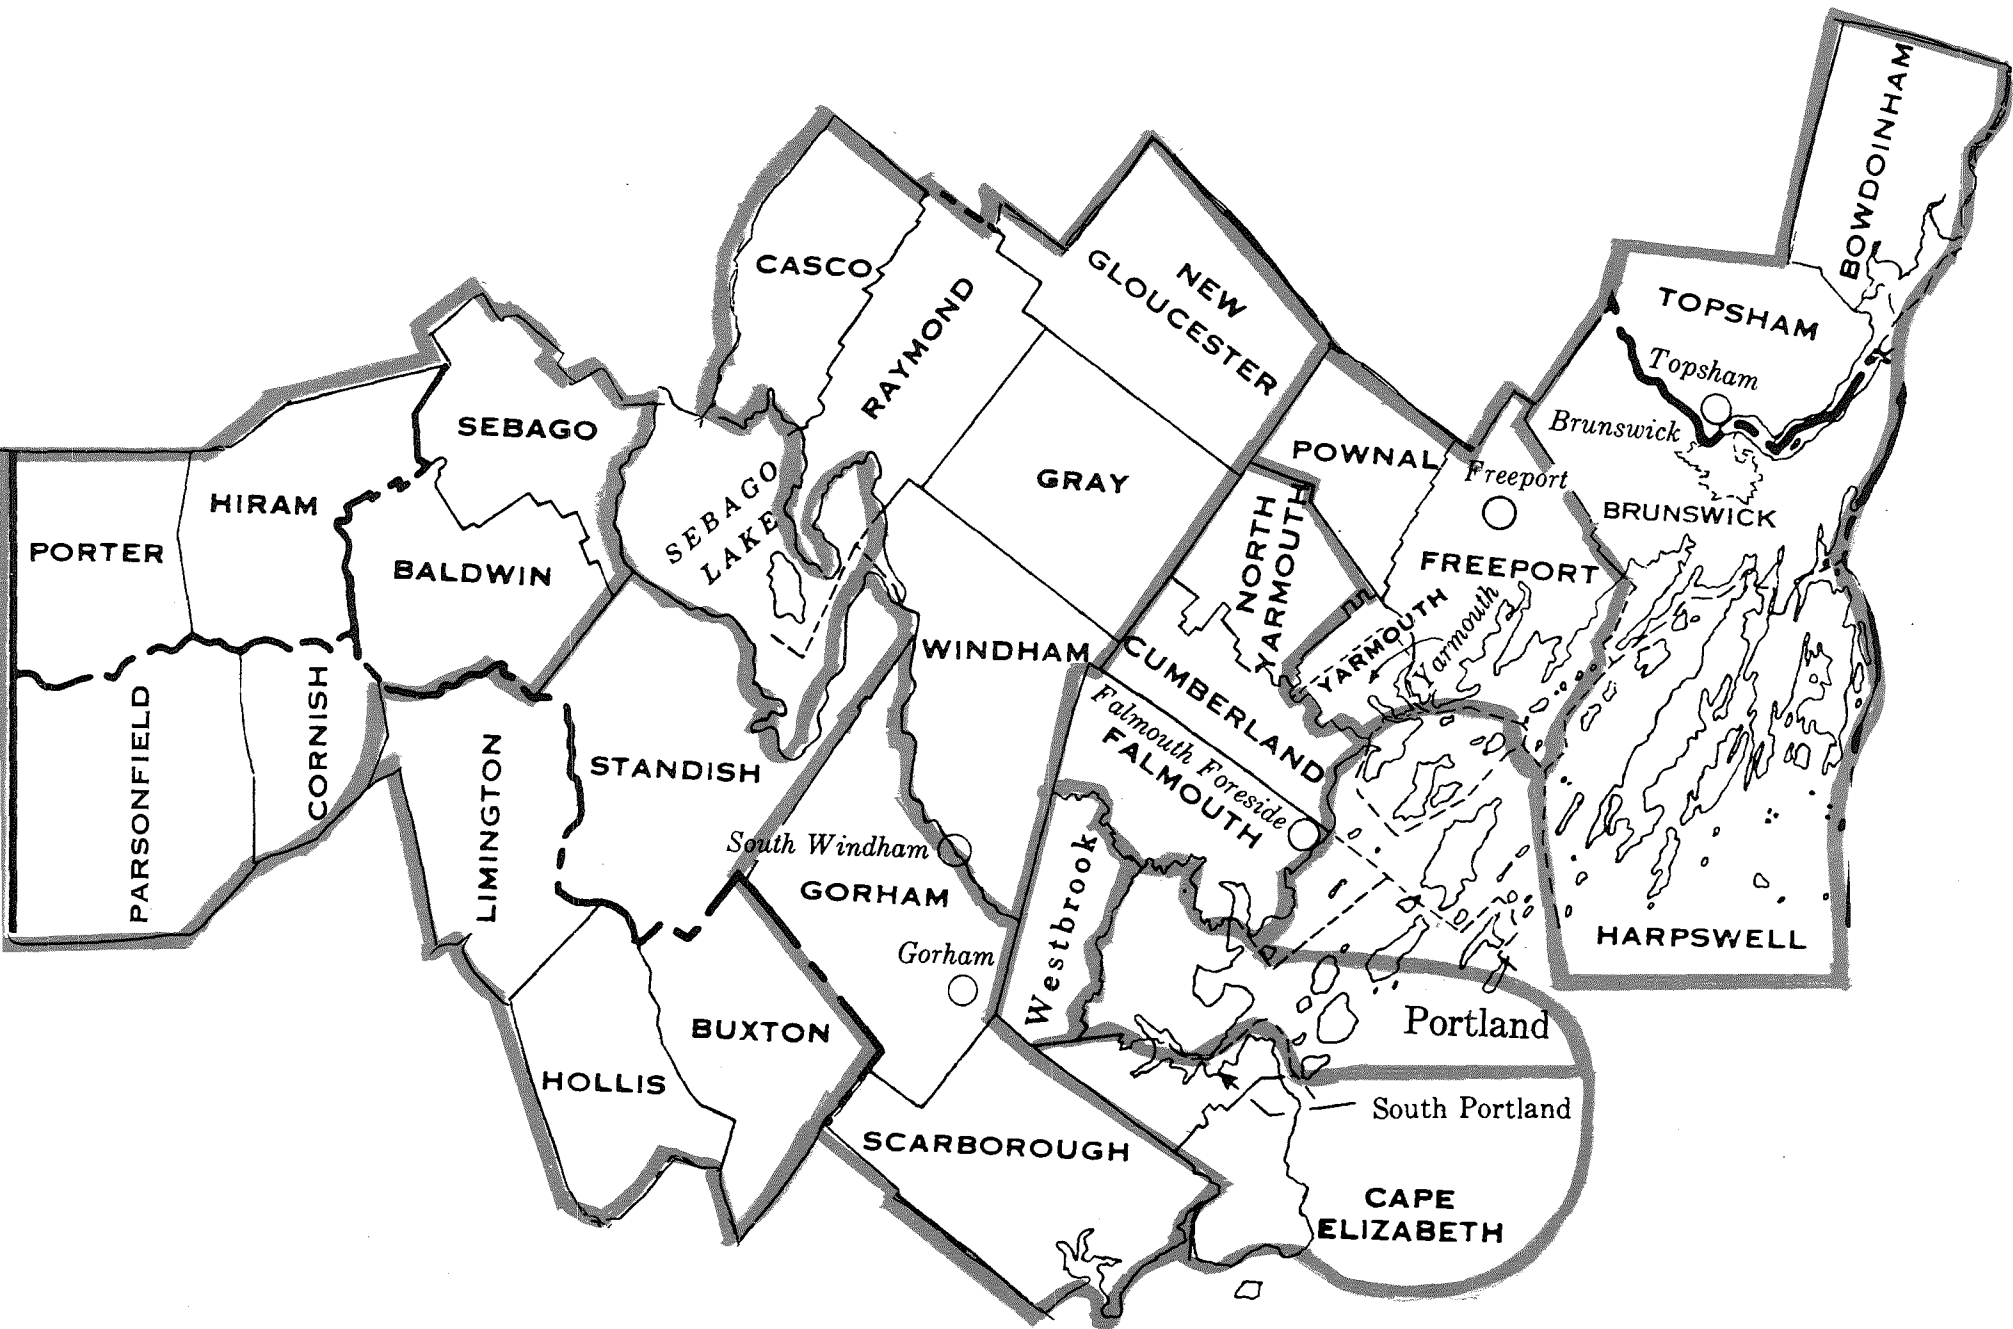 BOWDOINHAM
CASCO
RAYMOND
NEW
GLOUCESTER
TOPSHAM
Topsham
Brunswick
BRUNSWICK
SEBAGO
SEBAGO
LAKE
GRAY
POWNAL
Freeport
FREEPORT
HIRAM
PORTER
BALDWIN
NORTH
YARMOUTH
YARMOUTH
Yarmouth
WINDHAM
CUMBERLAND
Falmouth Foreside
FALMOUTH
PARSONFIELD
CORNISH
LIMINGTON
STANDISH
South Windham
GORHAM
Gorham
Westbrook
HARPSWELL
Portland
BUXTON
HOLLIS
South Portland
SCARBOROUGH
CAPE
ELIZABETH